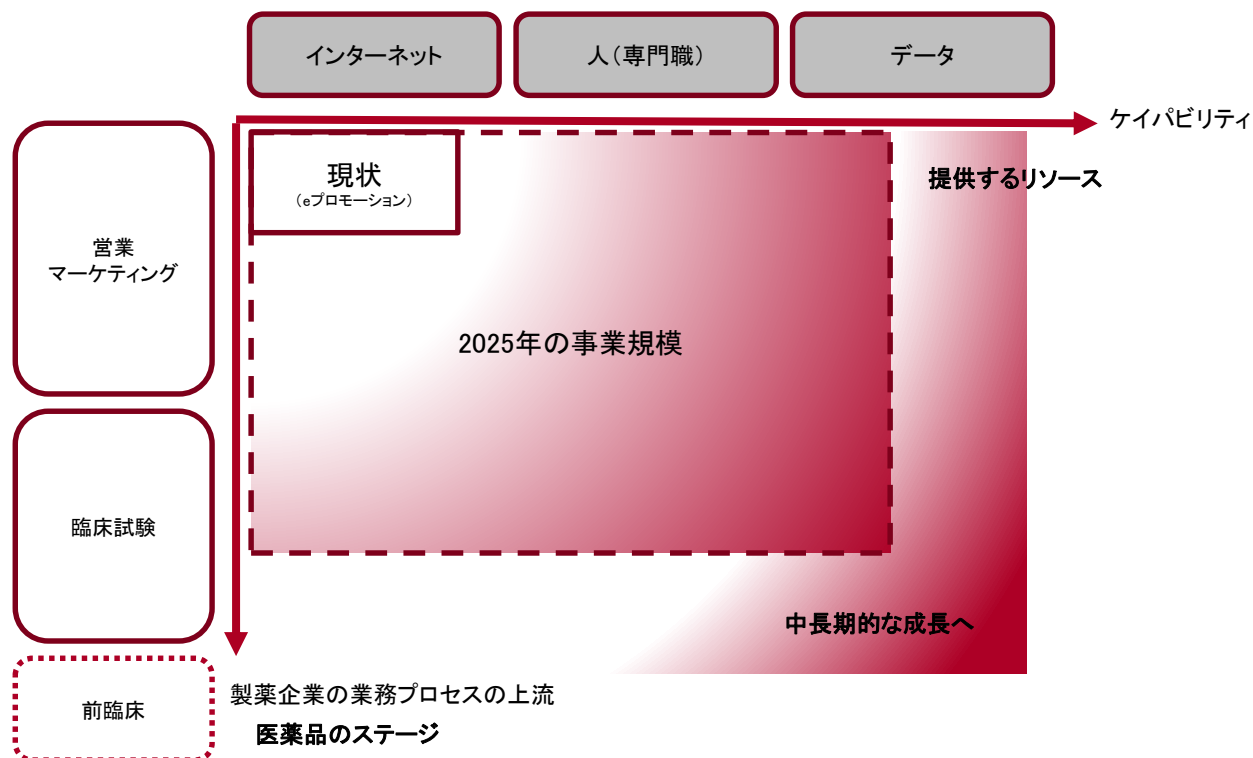 インターネット
人(専門職)
データ
ケイパビリティ
現状
(eプロモーション)
提供するリソース
営業
マーケティング
2025年の事業規模
臨床試験
中長期的な成長へ
前臨床
製薬企業の業務プロセスの上流
医薬品のステージ